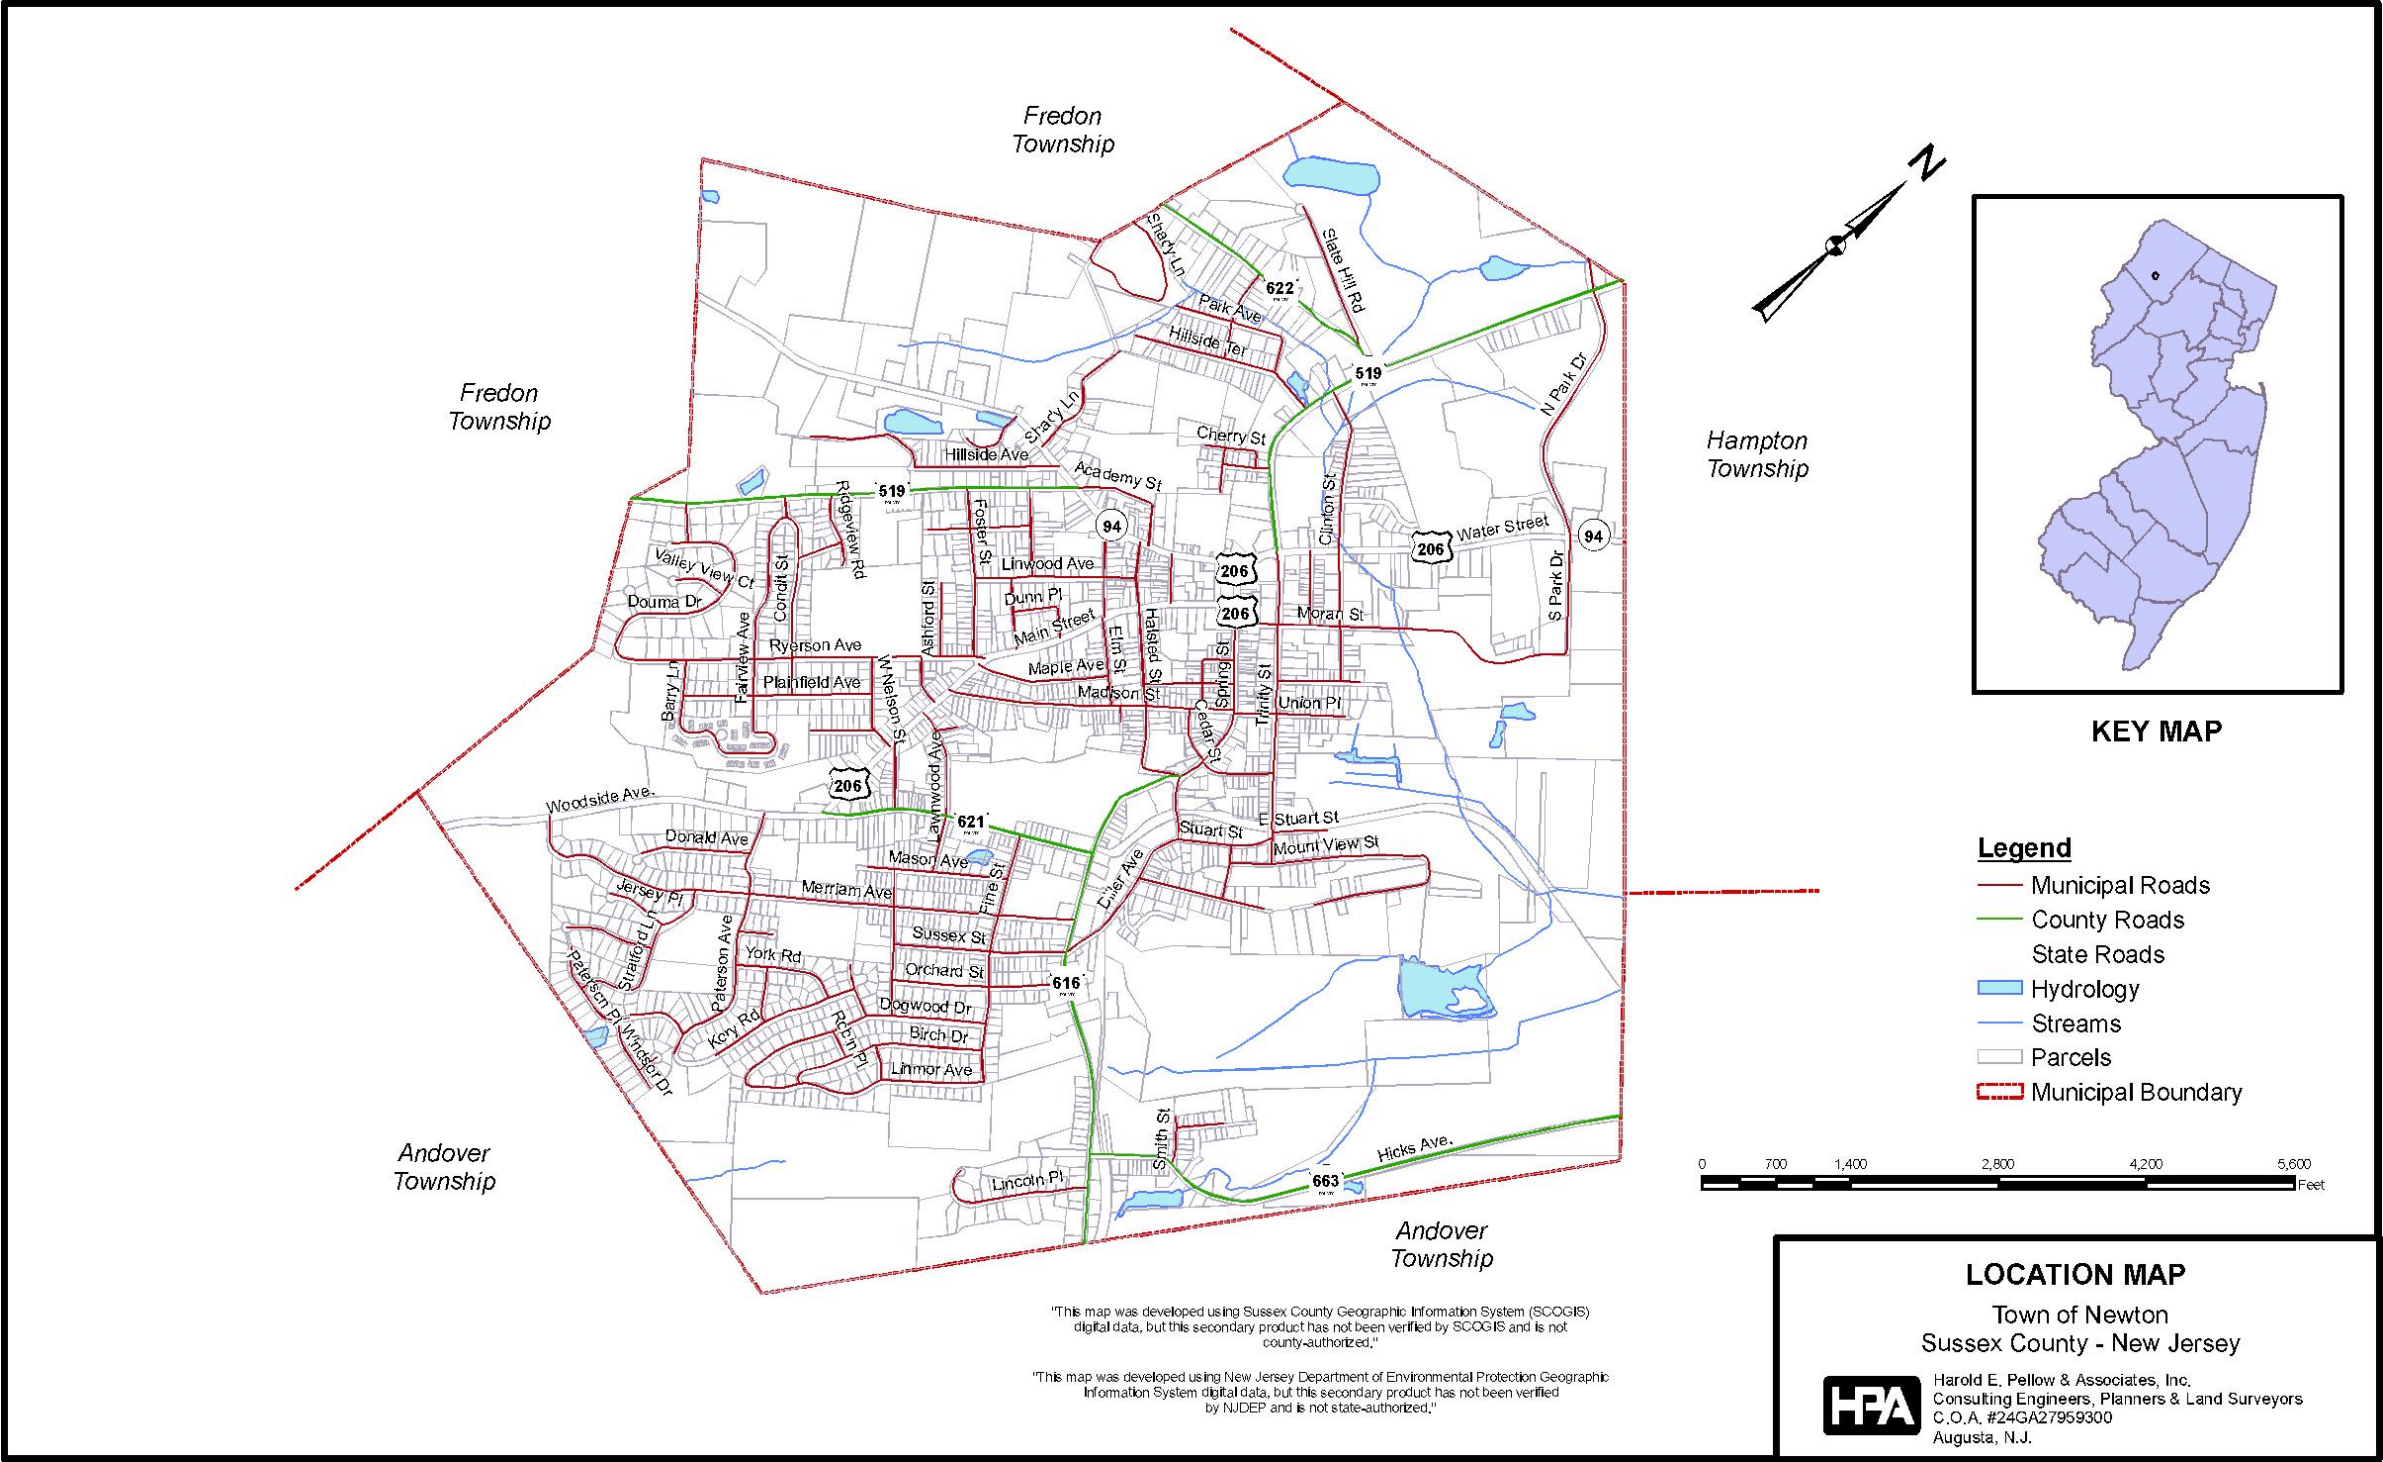 Fredon
Township
N
Shady Ln
Slate Hill Rd
622
Park Ave
Hillside Ter
519
N Park Dr
Fredon
Township
Shady Ln
Cherry St
Hillside Ave
Academy St
Hampton
Township
519
Ridgeview Rd
Foster St
94
Clinton St
206
Water Street
94
Valley View Ct
Condit St
Linwood Ave
206
Douma Dr
Ashford St
Dunn Pl
206
Moran St
S Park Dr
Main Street
Elm St
Halsted St
Fairview Ave
Ryerson Ave
Maple Ave
Barry Ln
Plainfield Ave
W Nelson St
Madison St
Spring St
Trinity St
Union Pl
Cedar St
KEY MAP
206
Lawnwood Ave
Woodside Ave.
621
Donald Ave
Stuart St
E Stuart St
Mason Ave
Mount View St
Diller Ave
Jersey Pl
Merriam Ave
Pine St
Stratford Ln
Paterson Ave
Sussex St
York Rd
Orchard St
616
Paterson Pl
Dogwood Dr
Kory Rd
Robin Pl
Birch Dr
Windsor Dr
Linmor Ave
Legend
Municipal Roads
County Roads
State Roads
Hydrology
Streams
Parcels
Municipal Boundary
Andover
Township
Smith St
Hicks Ave.
Lincoln Pl
663
0 700 1,400 2,800 4,200 5,600
Feet
Andover
Township
LOCATION MAP
Town of Newton
Sussex County - New Jersey
"This map was developed using Sussex County Geographic Information System (SCOGIS)
digital data, but this secondary product has not been verified by SCOGIS and is not
county-authorized."
"This map was developed using New Jersey Department of Environmental Protection Geographic
Information System digital data, but this secondary product has not been verified
by NJDEP and is not state-authorized."
HPA
Harold E. Pellow & Associates, Inc.
Consulting Engineers, Planners & Land Surveyors
C.O.A. #24GA27959300
Augusta, N.J.